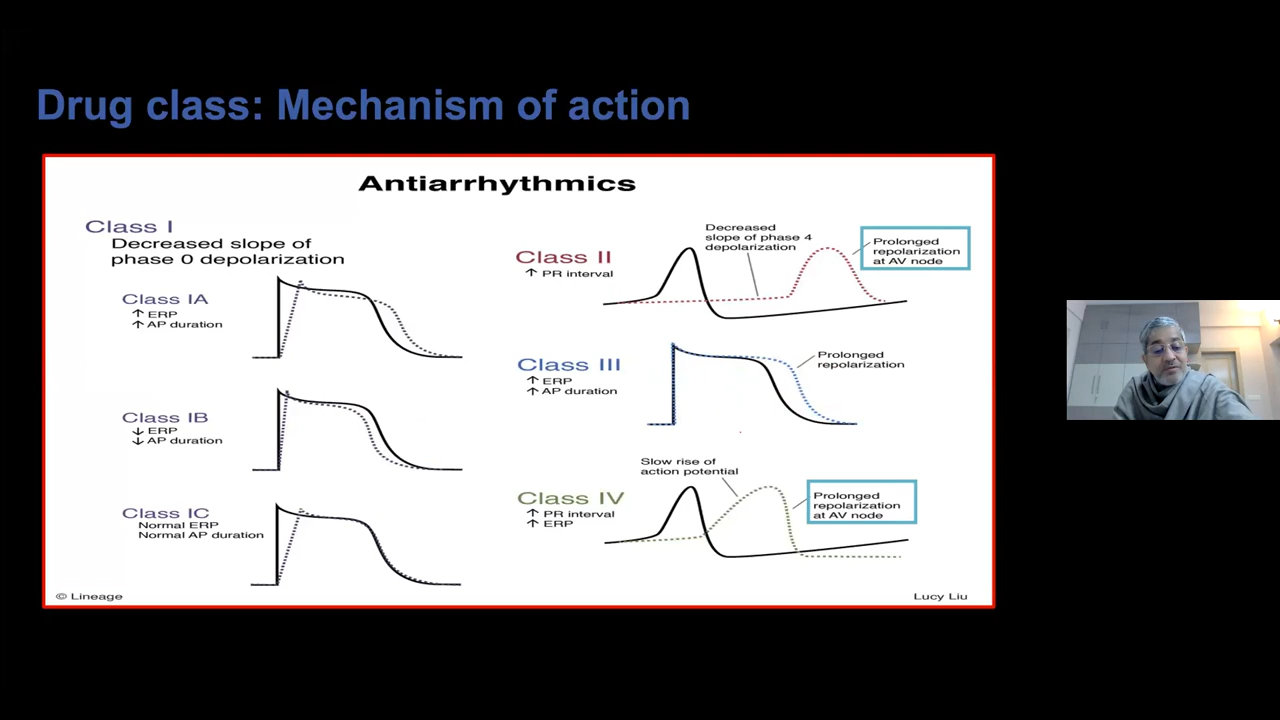 Drug class: Mechanism of action
Antiarrhythmics
Class I
Decreased slope of
phase 0 depolarization
Class IA
↑ ERP
↑ AP duration
Class IB
↓ ERP
↓ AP duration
Class IC
Normal ERP
Normal AP duration
Class II
↑ PR interval
Decreased
slope of phase 4
depolarization
Prolonged
repolarization
at AV node
Class III
↑ ERP
↑ AP duration
Prolonged
repolarization
Class IV
↑ PR interval
↑ ERP
Slow rise of
action potential
Prolonged
repolarization
at AV node
© Lineage
Lucy Liu